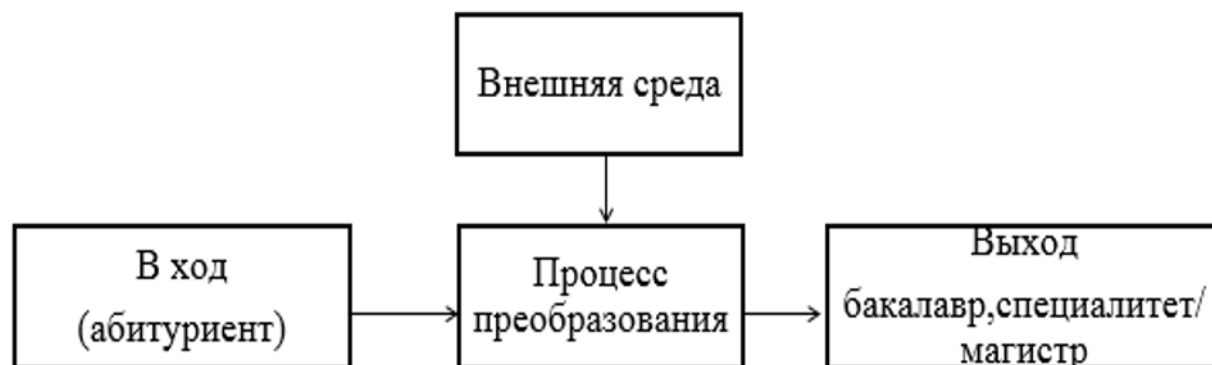 Внешняя среда
В ход
(абитуриент)
Процесс
преобразования
Выход
бакалавр,специалитет/
магистр